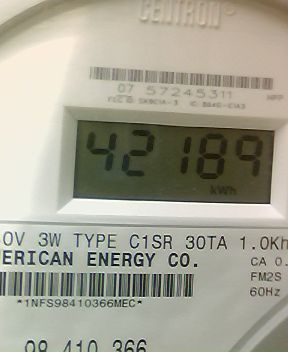 CENTRON®
07 57245311
42189
kWh
0V 3W TYPE C1SR 30TA 1.0Kh
ERICAN ENERGY CO.
CA 0.
FM2S
60Hz
*1NFS98410366MEC*
98 410 366